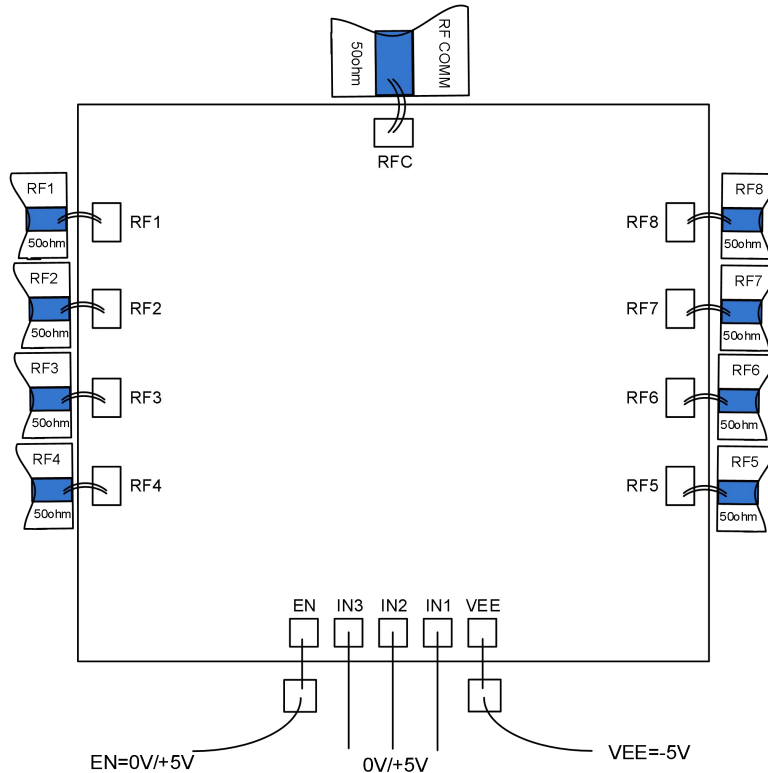 RF COMM
50ohm
RFC
RF1
50ohm
RF1
RF2
50ohm
RF2
RF3
50ohm
RF3
RF4
50ohm
RF4
RF8
RF8
50ohm
RF7
RF7
50ohm
RF6
RF6
50ohm
RF5
RF5
50ohm
EN IN3 IN2 IN1 VEE
EN=0V/+5V
0V/+5V
VEE=-5V